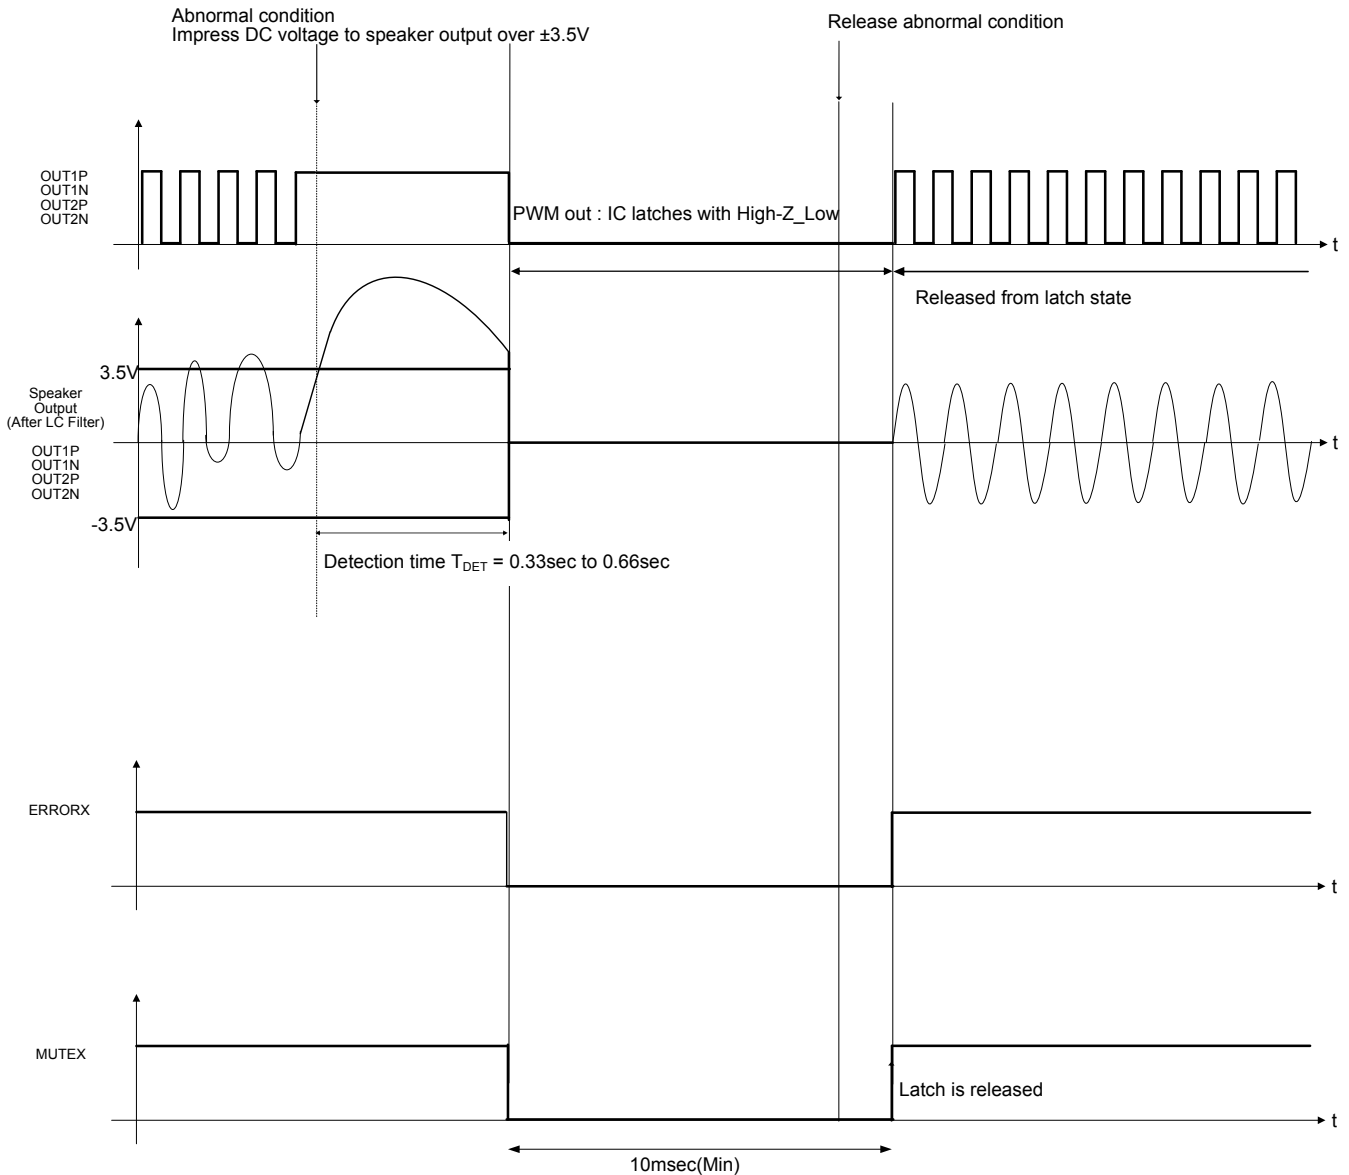 Abnormal condition
Impress DC voltage to speaker output over ±3.5V
Release abnormal condition
OUT1P
OUT1N
OUT2P
OUT2N
PWM out : IC latches with High-Z_Low
t
Released from latch state
3.5V
Speaker
Output
(After LC Filter)
OUT1P
OUT1N
OUT2P
OUT2N
t
-3.5V
Detection time TDET = 0.33sec to 0.66sec
ERRORX
t
MUTEX
Latch is released
t
10msec(Min)